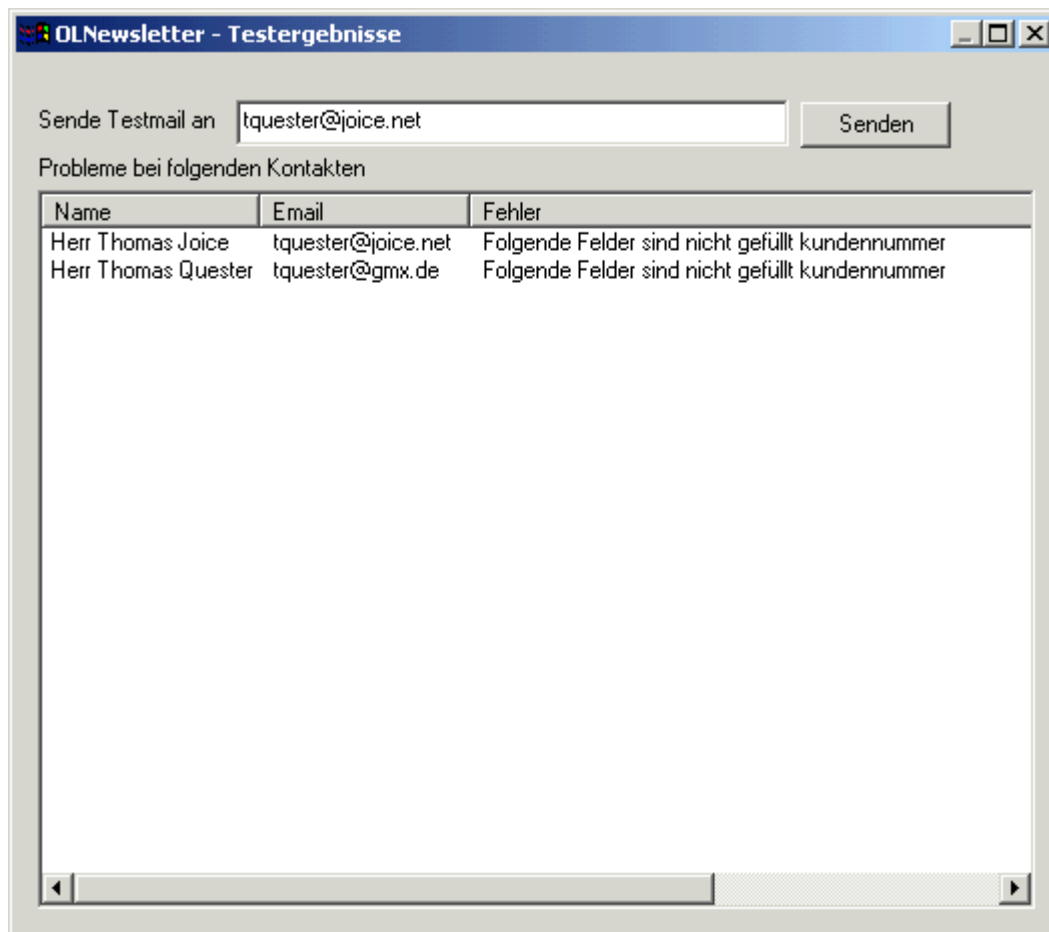 OLNewsletter - Testergebnisse
Sende Testmail an tquester@joice.net Senden
Probleme bei folgenden Kontakten
Name Email Fehler
Herr Thomas Joice tquester@joice.net Folgende Felder sind nicht gefüllt kundennummer
Herr Thomas Quester tquester@gmx.de Folgende Felder sind nicht gefüllt kundennummer